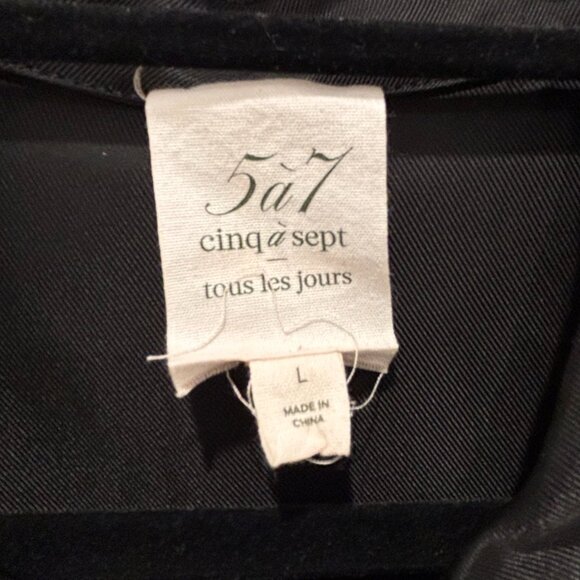 5à7
cinq à sept
tous les jours
L
MADE IN
CHINA